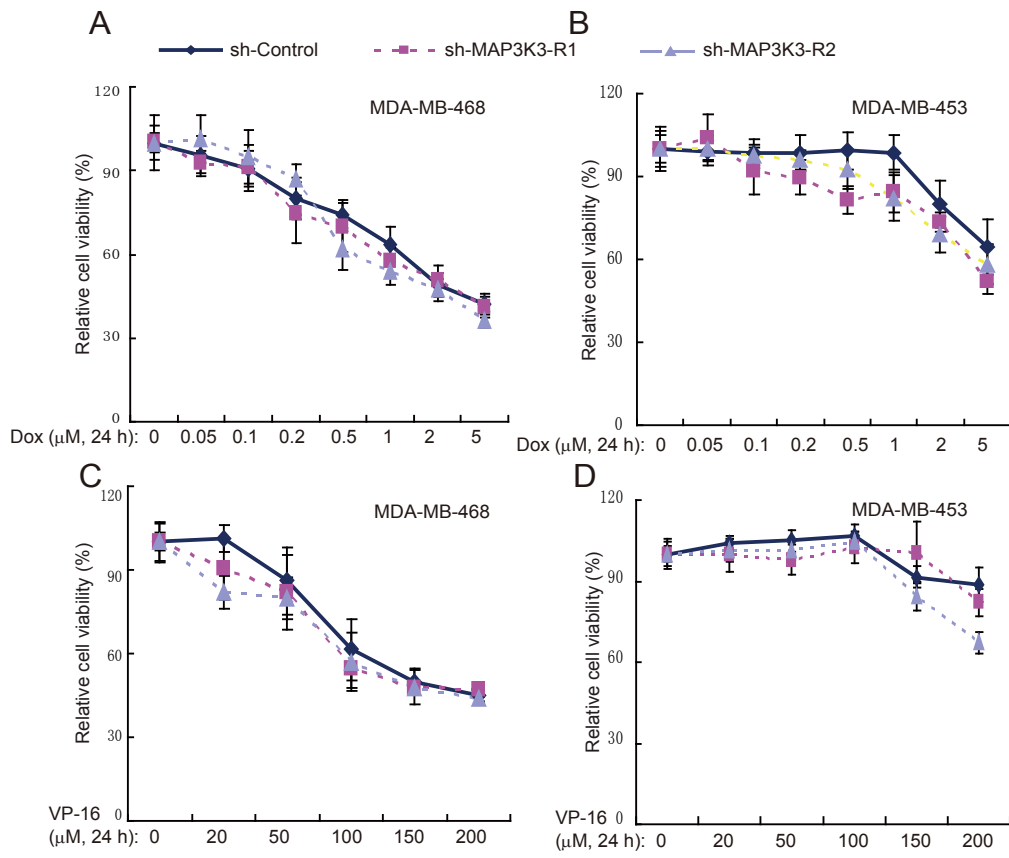 A
B
sh-Control
sh-MAP3K3-R1
sh-MAP3K3-R2
MDA-MB-468
MDA-MB-453
Relative cell viability (%)
120
90
60
30
0
Relative cell viability (%)
120
90
60
30
0
Dox (μM, 24 h): 0 0.05 0.1 0.2 0.5 1 2 5
Dox (μM, 24 h): 0 0.05 0.1 0.2 0.5 1 2 5
C
D
MDA-MB-468
MDA-MB-453
Relative cell viability (%)
120
90
60
30
0
Relative cell viability (%)
120
90
60
30
0
VP-16
(μM, 24 h): 0 20 50 100 150 200
VP-16
(μM, 24 h): 0 20 50 100 150 200